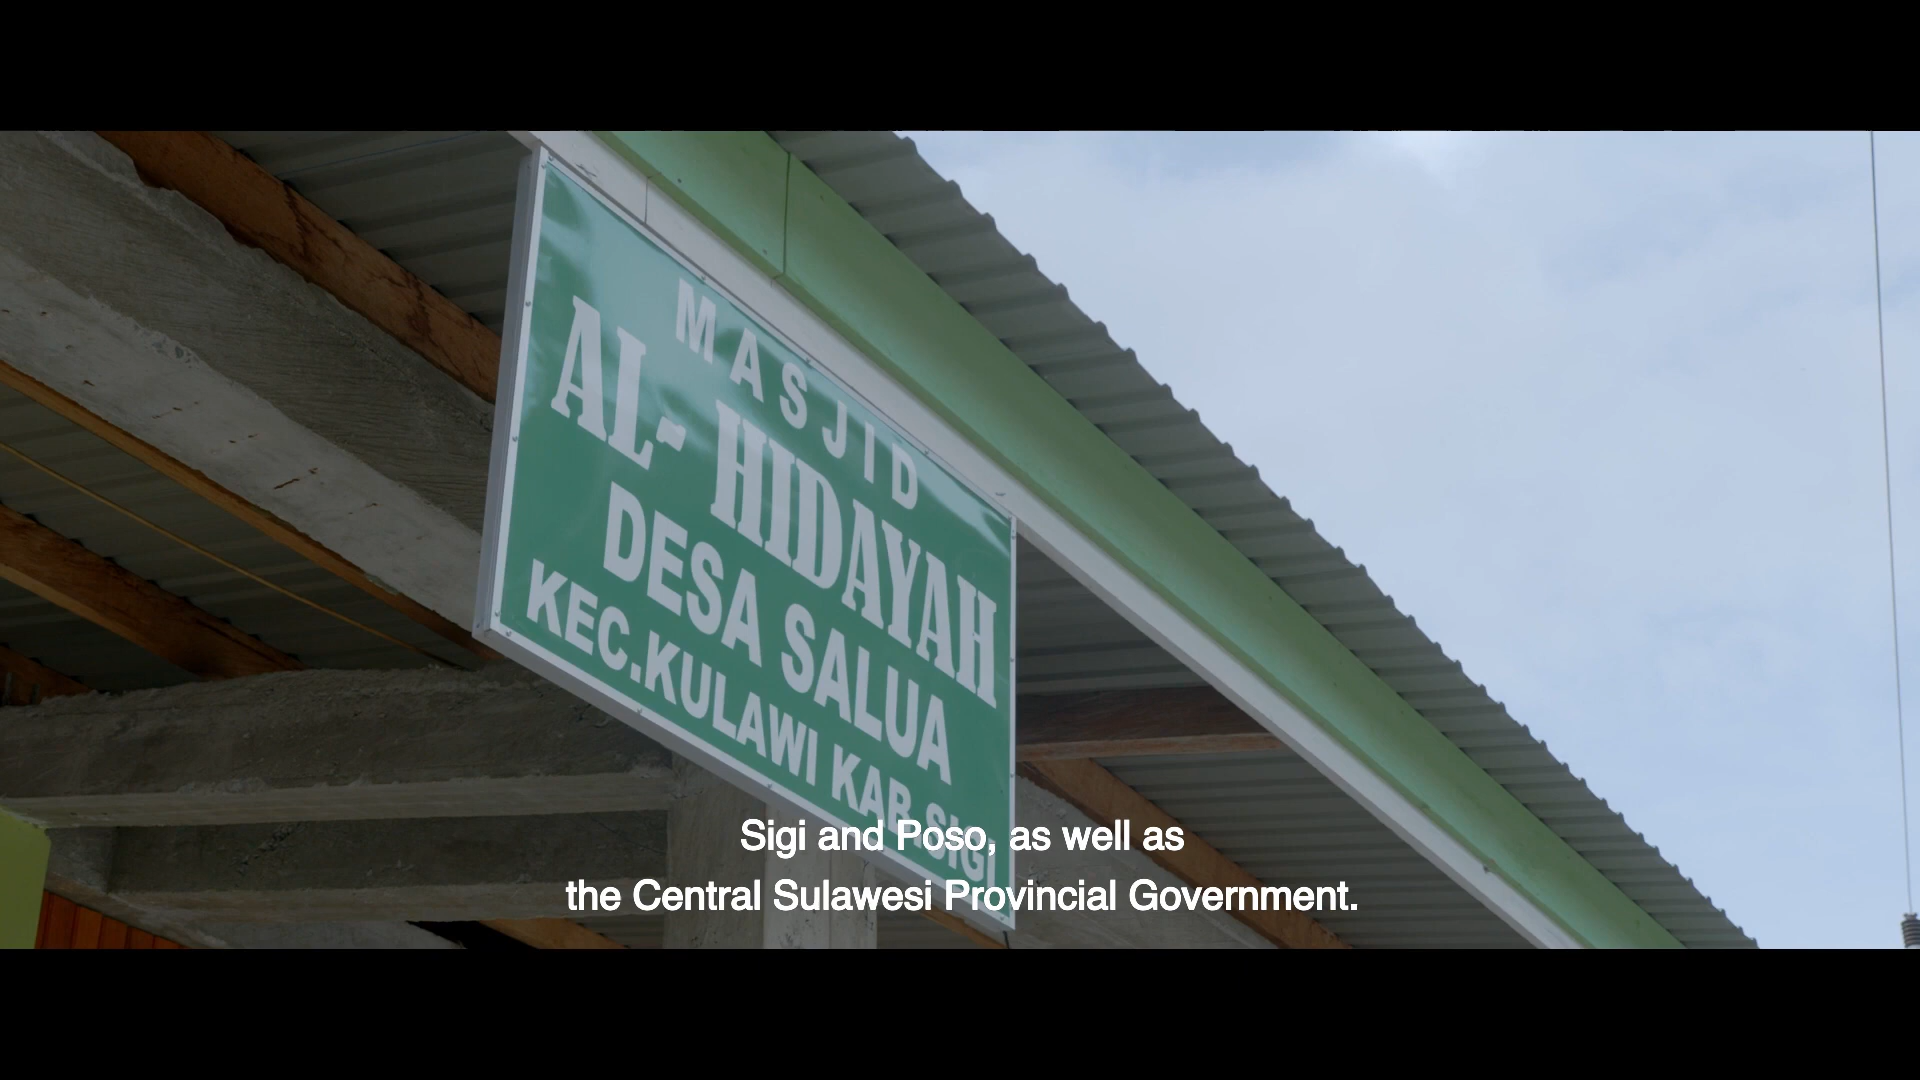 MASJID
AL-HIDAYAH
DESA SALUA
KEC.KULAWI KAB.SIGI
Sigi and Poso, as well as
the Central Sulawesi Provincial Government.